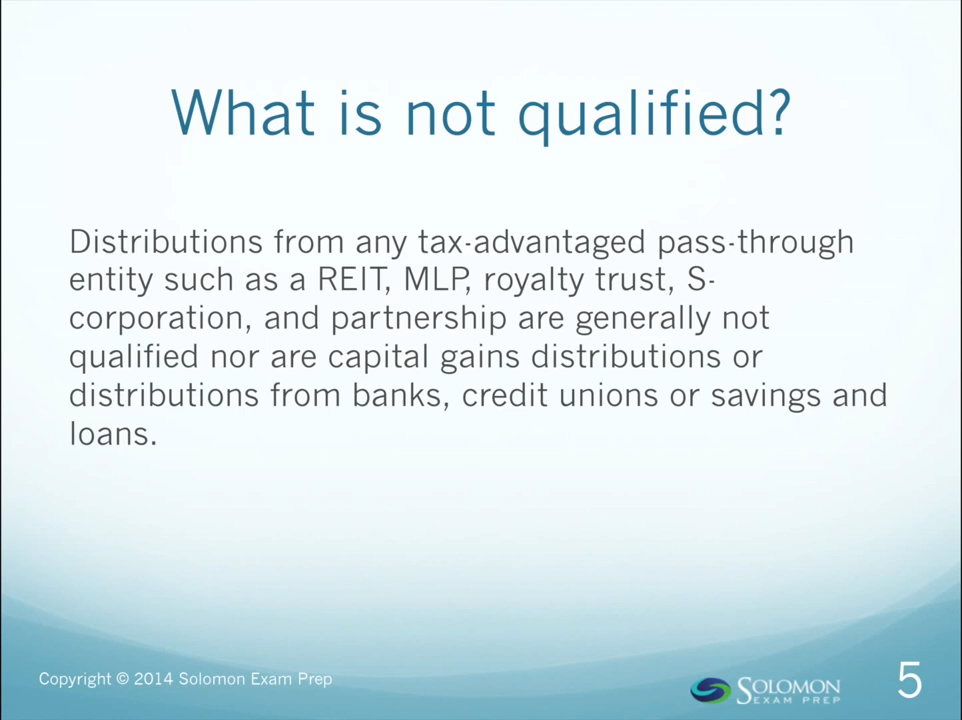 What is not qualified?
Distributions from any tax-advantaged pass-through
entity such as a REIT, MLP, royalty trust, S-
corporation, and partnership are generally not
qualified nor are capital gains distributions or
distributions from banks, credit unions or savings and
loans.
Copyright © 2014 Solomon Exam Prep
SOLOMON
EXAM PREP
5